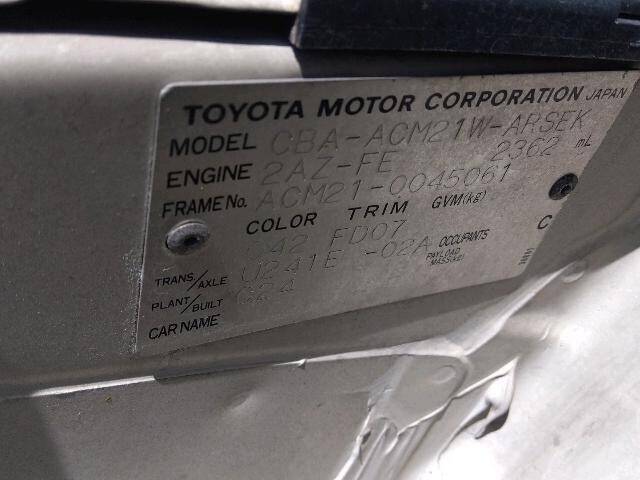 TOYOTA MOTOR CORPORATION JAPAN
MODEL CBA-ACM21W-ARSEK
ENGINE 2AZ-FE 2362 mL
FRAME No. ACM21-0045061
COLOR TRIM GVM(kg)
042 FD07
TRANS/AXLE U241E -02A OCCUPANTS
PAYLOAD MASS(kg)
PLANT/BUILT
CAR NAME
C